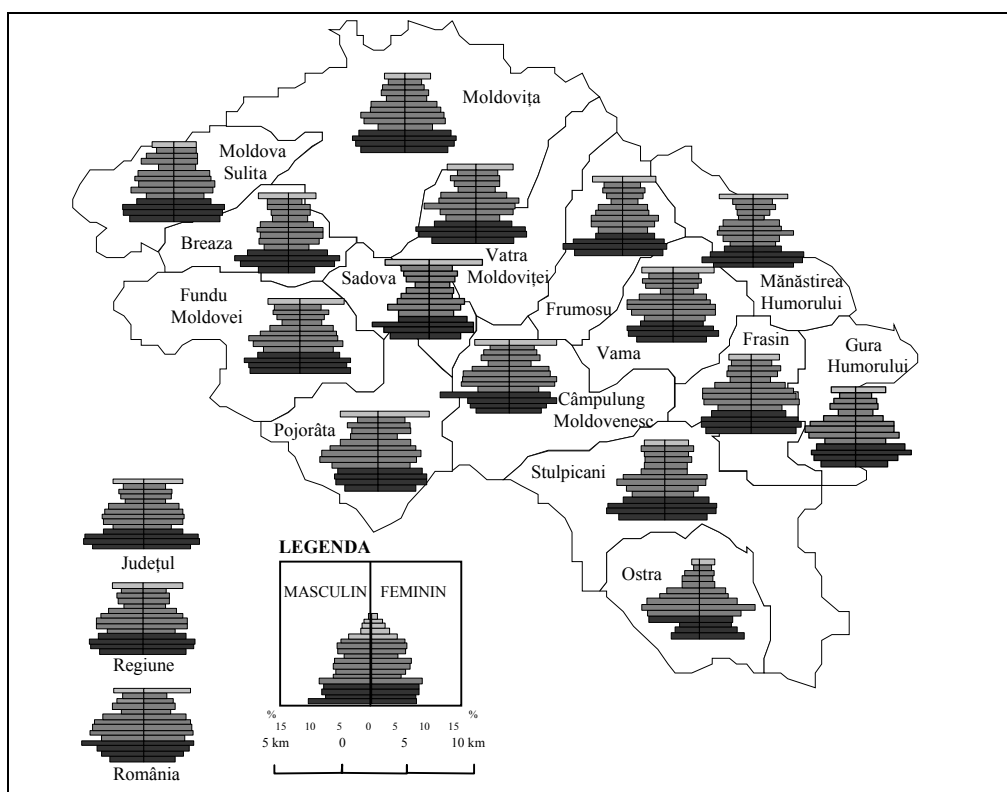 Moldovița
Moldova
Sulita
Breaza
Vatra
Moldoviței
Sadova
Fundu
Moldovei
Frumosu
Mănăstirea
Humorului
Vama
Frasin
Gura
Humorului
Câmpulung
Moldovenesc
Pojorâta
Stulpicani
Ostra
Județul
Regiune
România
LEGENDA
MASCULIN FEMININ
% 15 10 5 0 5 10 15 %
5 km 0 5 10 km